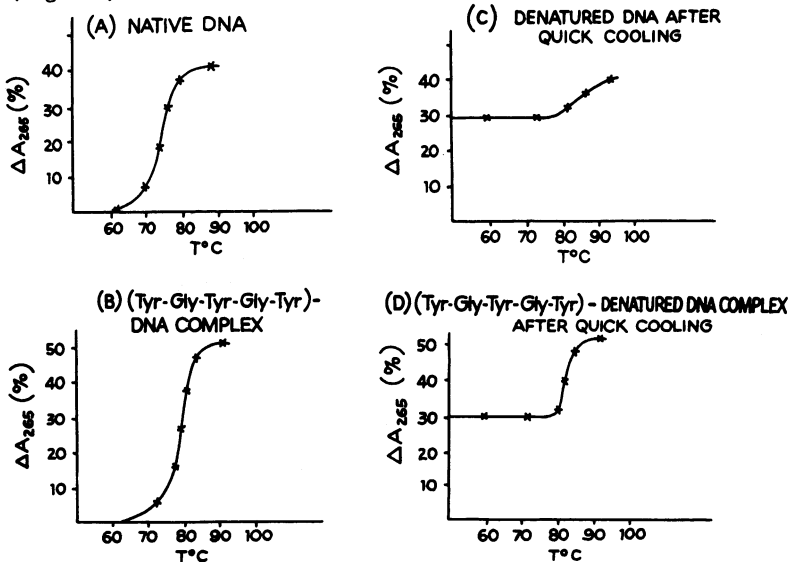 (A) NATIVE DNA
ΔA265 (%)
40
30
20
10
60 70 80 90 100
T°C
(C) DENATURED DNA AFTER
QUICK COOLING
ΔA265 (%)
40
30
20
10
60 70 80 90 100
T°C
(B) (Tyr-Gly-Tyr-Gly-Tyr)-
DNA COMPLEX
ΔA265 (%)
50
40
30
20
10
60 70 80 90 100
T°C
(D) (Tyr-Gly-Tyr-Gly-Tyr) - DENATURED DNA COMPLEX
AFTER QUICK COOLING
ΔA265 (%)
50
40
30
20
10
60 70 80 90 100
T°C